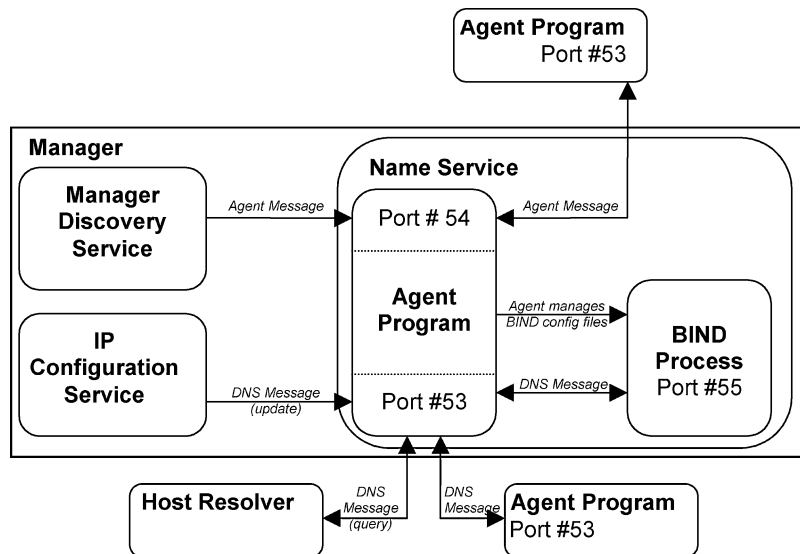 Agent Program
Port #53
Manager
Name Service
Manager
Discovery
Service
Agent Message
Port # 54
Agent Message
Agent
Program
Agent manages
BIND config files
BIND
Process
Port #55
IP
Configuration
Service
DNS Message
(update)
Port #53
DNS Message
Host Resolver
DNS
Message
(query)
DNS
Message
Agent Program
Port #53